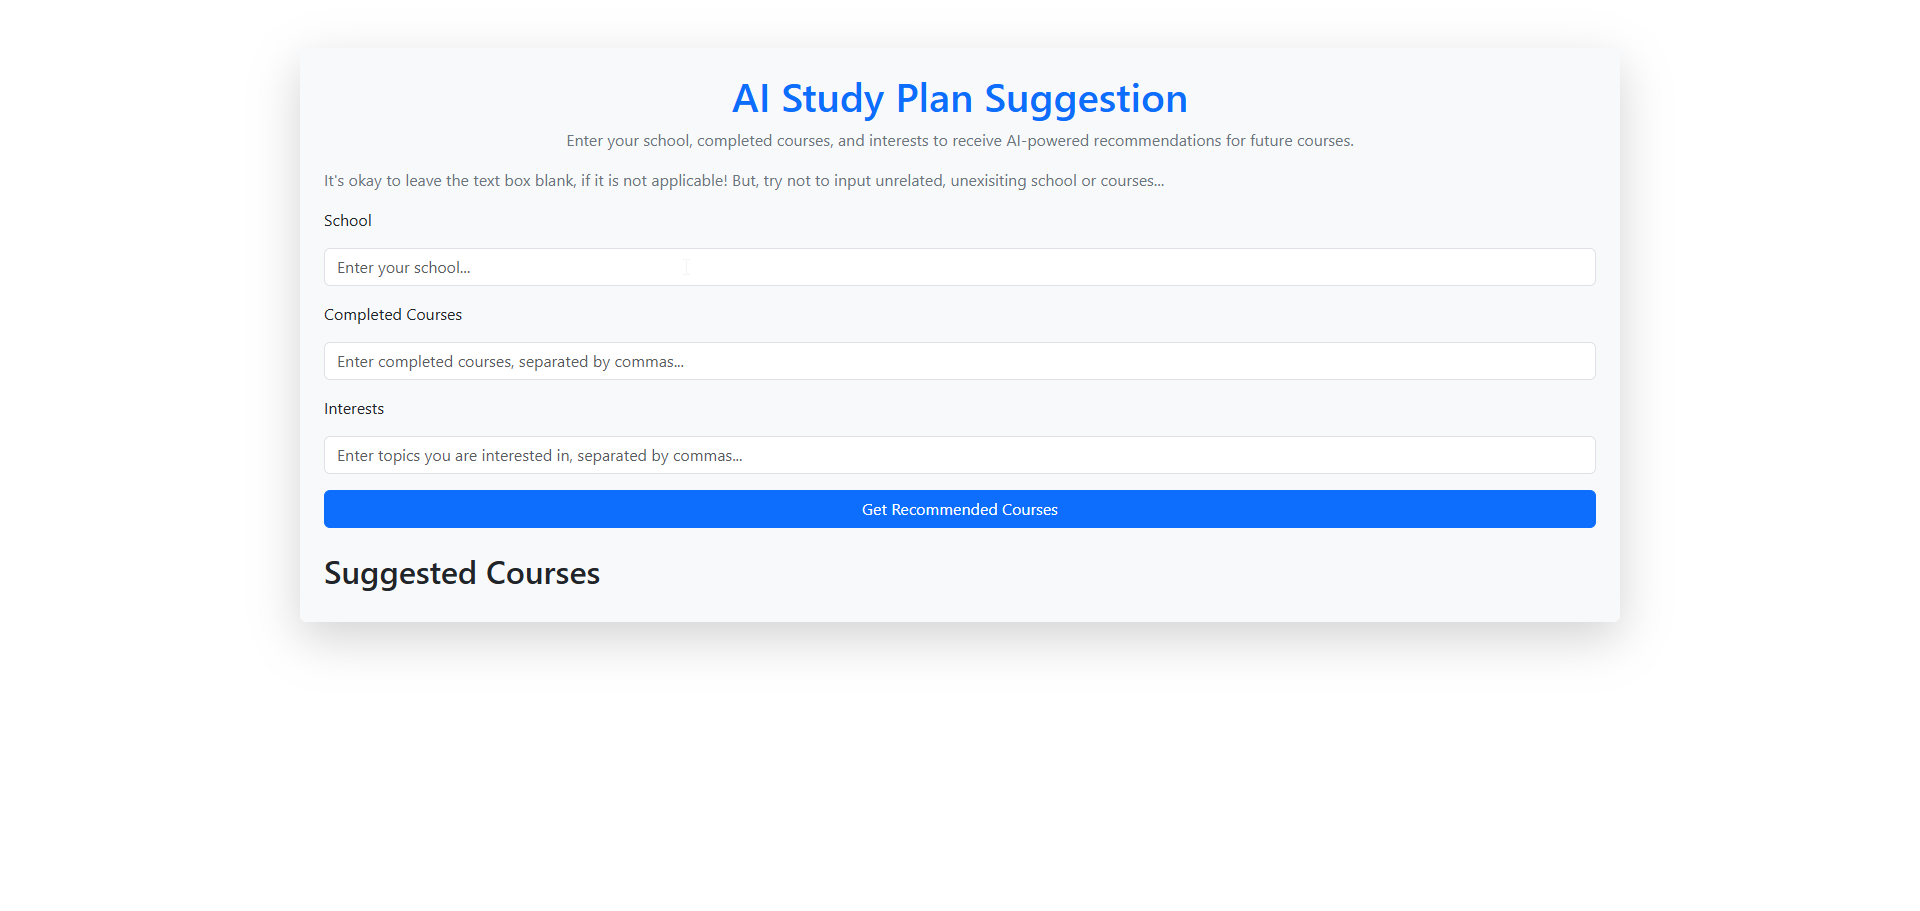 AI Study Plan Suggestion
Enter your school, completed courses, and interests to receive AI-powered recommendations for future courses.
It's okay to leave the text box blank, if it is not applicable! But, try not to input unrelated, unexisiting school or courses...
School
Enter your school...
Completed Courses
Enter completed courses, separated by commas...
Interests
Enter topics you are interested in, separated by commas...
Get Recommended Courses
Suggested Courses